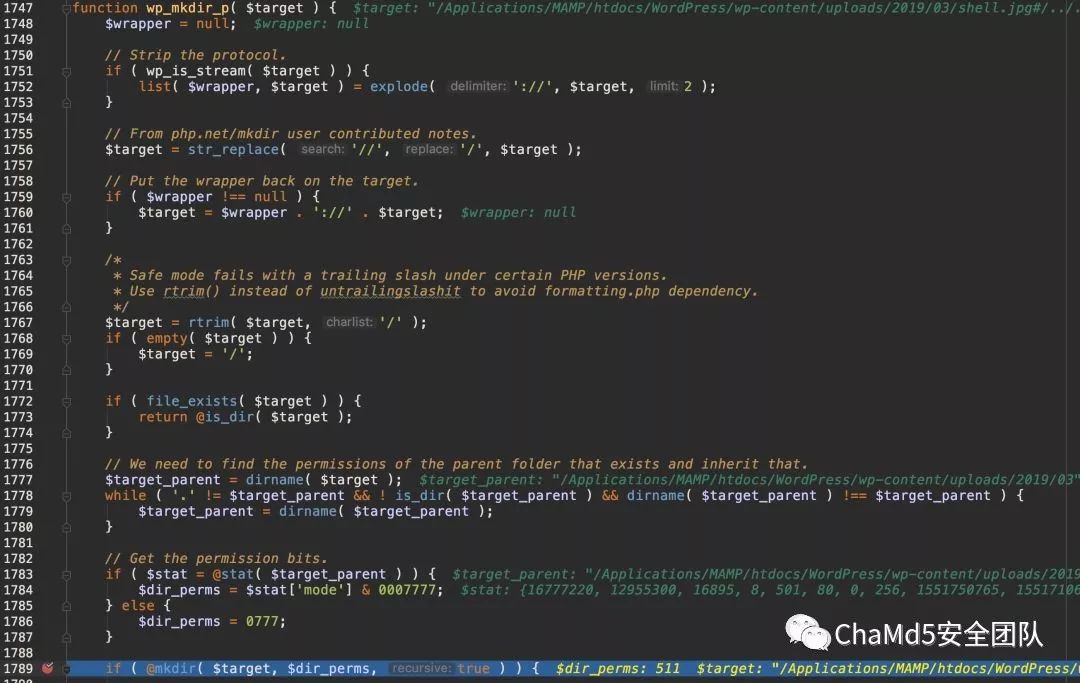 1747 function wp_mkdir_p( $target ) { $target: "/Applications/MAMP/htdocs/WordPress/wp-content/uploads/2019/03/shell.jpg#/../.
1748 $wrapper = null; $wrapper: null
1749
1750 // Strip the protocol.
1751 if ( wp_is_stream( $target ) ) {
1752 list( $wrapper, $target ) = explode( delimiter: '://', $target, limit: 2 );
1753 }
1754
1755 // From php.net/mkdir user contributed notes.
1756 $target = str_replace( search: '//', replace: '/', $target );
1757
1758 // Put the wrapper back on the target.
1759 if ( $wrapper !== null ) {
1760 $target = $wrapper . '://' . $target; $wrapper: null
1761 }
1762
1763 /*
1764 * Safe mode fails with a trailing slash under certain PHP versions.
1765 * Use rtrim() instead of untrailingslashit to avoid formatting.php dependency.
1766 */
1767 $target = rtrim( $target, charlist: '/' );
1768 if ( empty( $target ) ) {
1769 $target = '/';
1770 }
1771
1772 if ( file_exists( $target ) ) {
1773 return @is_dir( $target );
1774 }
1775
1776 // We need to find the permissions of the parent folder that exists and inherit that.
1777 $target_parent = dirname( $target ); $target_parent: "/Applications/MAMP/htdocs/WordPress/wp-content/uploads/2019/03"
1778 while ( '.' != $target_parent && ! is_dir( $target_parent ) && dirname( $target_parent ) !== $target_parent ) {
1779 $target_parent = dirname( $target_parent );
1780 }
1781
1782 // Get the permission bits.
1783 if ( $stat = @stat( $target_parent ) ) { $target_parent: "/Applications/MAMP/htdocs/WordPress/wp-content/uploads/2019
1784 $dir_perms = $stat['mode'] & 0007777; $stat: {16777220, 12955300, 16895, 8, 501, 80, 0, 256, 1551750765, 15517106
1785 } else {
1786 $dir_perms = 0777;
1787 }
1788
1789 if ( @mkdir( $target, $dir_perms, recursive: true ) ) { $dir_perms: 511 $target: "/Applications/MAMP/htdocs/WordPress/
ChaMd5安全团队